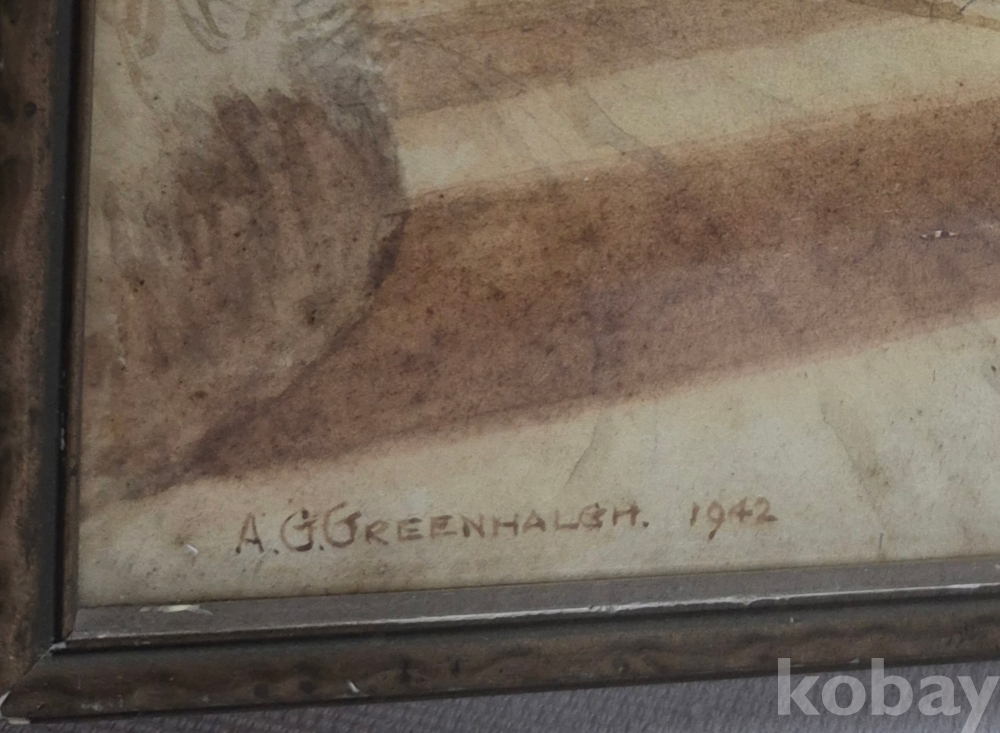 A. G. GREENHALGH. 1942
kobay